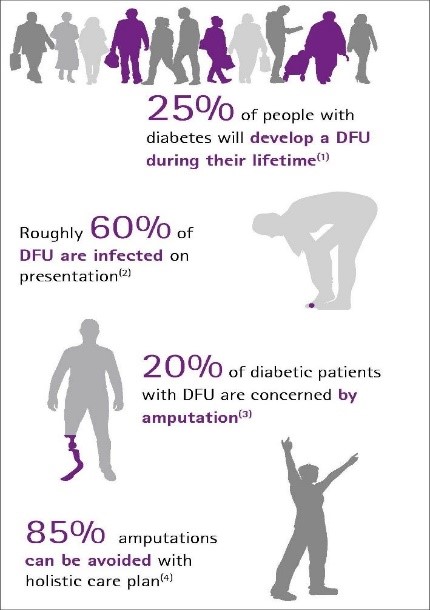 25% of people with
diabetes will develop a DFU
during their lifetime(1)
Roughly 60% of
DFU are infected on
presentation(2)
20% of diabetic patients
with DFU are concerned by
amputation(3)
85% amputations
can be avoided with
holistic care plan(4)